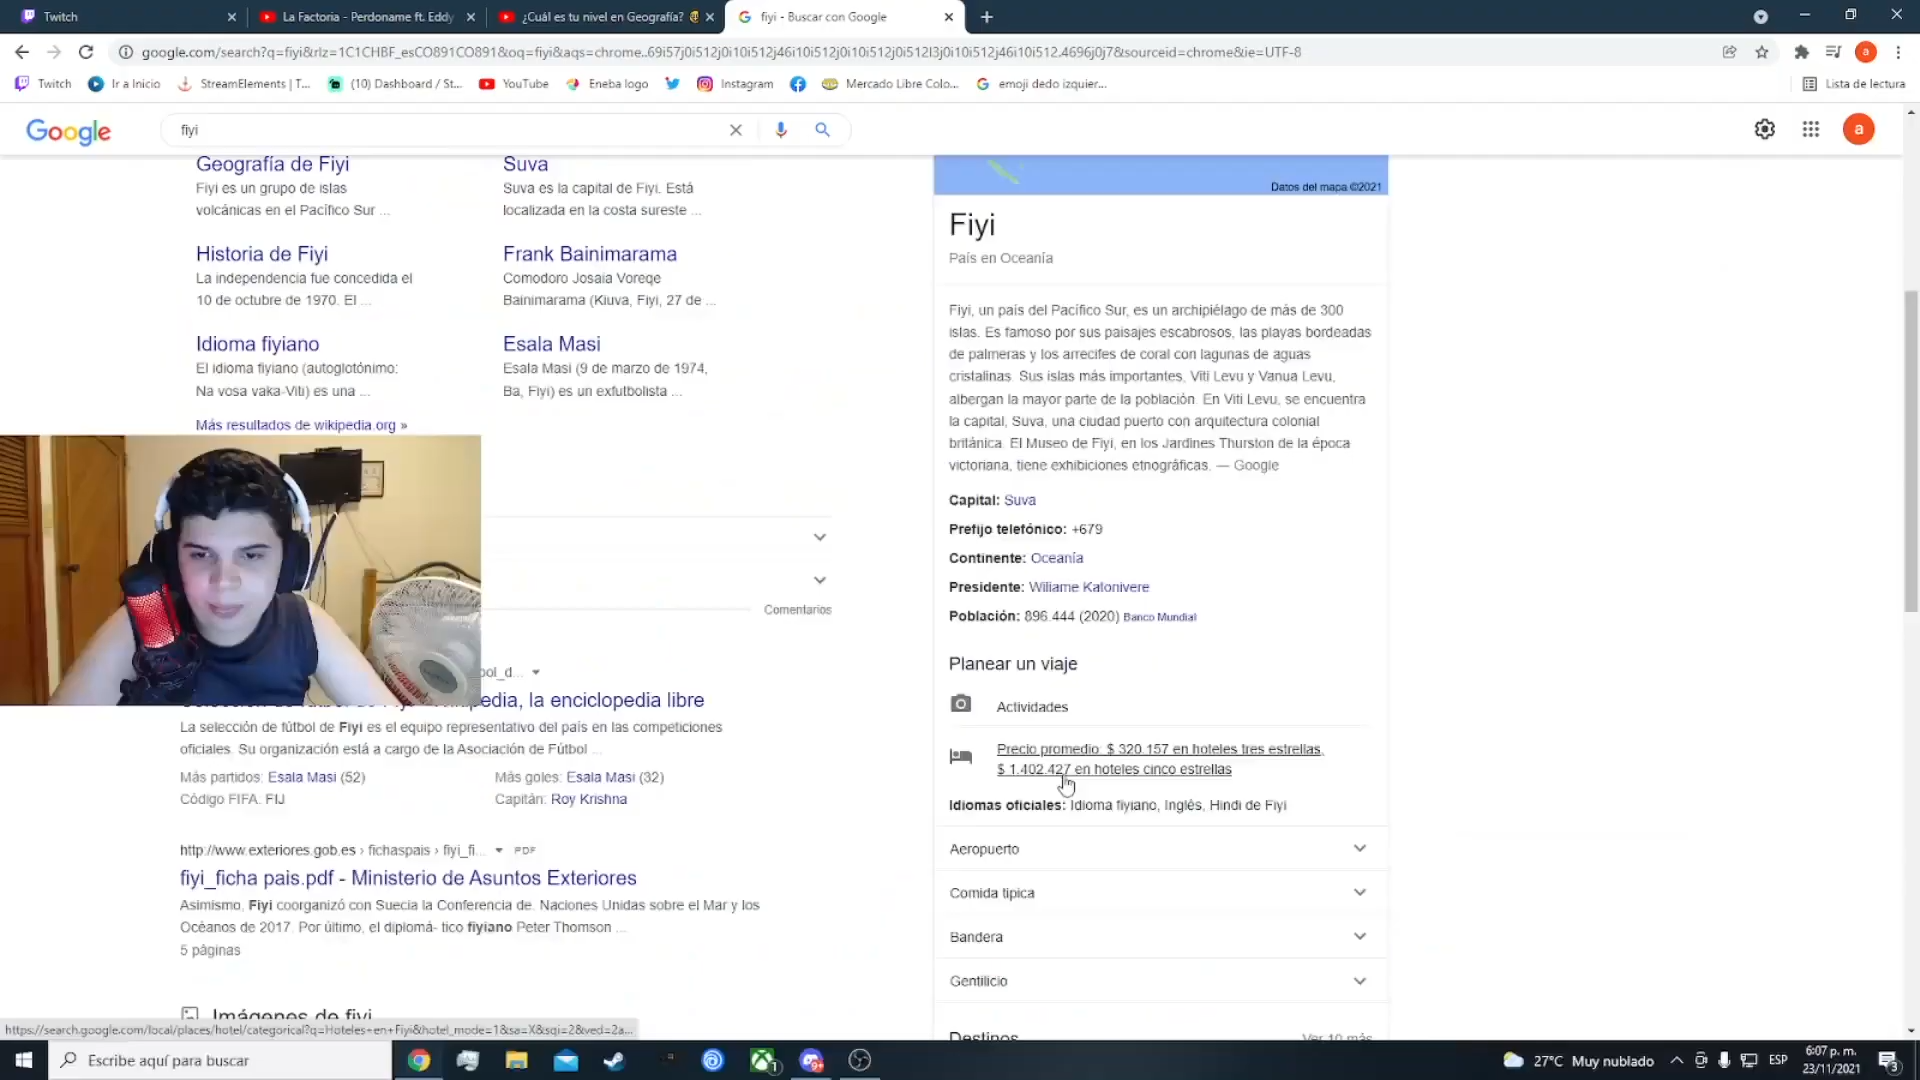 Twitch
La Factoria - Perdoname ft. Eddy
¿Cuál es tu nivel en Geografía?
fiyi - Buscar con Google
google.com/search?q=fiyi&rlz=1C1CHBF_esCO891CO891&oq=fiyi&aqs=chrome..69i57j0i512j0i10i512j46i10i512j0i10i512j0i512l3j0i10i512j46i10i512.4696j0j7&sourceid=chrome&ie=UTF-8
Twitch
Ir a Inicio
StreamElements | T...
(10) Dashboard / St...
YouTube
Eneba logo
Instagram
Mercado Libre Colo...
emoji dedo izquier...
Lista de lectura
Google
fiyi
a
Geografía de Fiyi
Fiyi es un grupo de islas
volcánicas en el Pacífico Sur ...
Suva
Suva es la capital de Fiyi. Está
localizada en la costa sureste ...
Historia de Fiyi
La independencia fue concedida el
10 de octubre de 1970. El ...
Frank Bainimarama
Comodoro Josaia Voreqe
Bainimarama (Kiuva, Fiyi, 27 de ...
Idioma fiyiano
El idioma fiyiano (autoglotónimo:
Na vosa vaka-Viti) es una ...
Esala Masi
Esala Masi (9 de marzo de 1974,
Ba, Fiyi) es un exfutbolista ...
Más resultados de wikipedia.org »
Comentarios
bol_d...
pedia, la enciclopedia libre
La selección de fútbol de Fiyi es el equipo representativo del país en las competiciones
oficiales. Su organización está a cargo de la Asociación de Fútbol ...
Más partidos: Esala Masi (52)
Más goles: Esala Masi (32)
Código FIFA: FIJ
Capitán: Roy Krishna
http://www.exteriores.gob.es › fichaspais › fiyi_fi...
PDF
fiyi_ficha pais.pdf - Ministerio de Asuntos Exteriores
Asimismo, Fiyi coorganizó con Suecia la Conferencia de. Naciones Unidas sobre el Mar y los
Océanos de 2017. Por último, el diplomá- tico fiyiano Peter Thomson ...
5 páginas
Imágenes de fiyi
Datos del mapa ©2021
Fiyi
País en Oceanía
Fiyi, un país del Pacífico Sur, es un archipiélago de más de 300
islas. Es famoso por sus paisajes escabrosos, las playas bordeadas
de palmeras y los arrecifes de coral con lagunas de aguas
cristalinas. Sus islas más importantes, Viti Levu y Vanua Levu,
albergan la mayor parte de la población. En Viti Levu, se encuentra
la capital, Suva, una ciudad puerto con arquitectura colonial
británica. El Museo de Fiyi, en los Jardines Thurston de la época
victoriana, tiene exhibiciones etnográficas. — Google
Capital: Suva
Prefijo telefónico: +679
Continente: Oceanía
Presidente: Wiliame Katonivere
Población: 896.444 (2020) Banco Mundial
Planear un viaje
Actividades
Precio promedio: $ 320.157 en hoteles tres estrellas,
$ 1.402.427 en hoteles cinco estrellas
Idiomas oficiales: Idioma fiyiano, Inglés, Hindi de Fiyi
Aeropuerto
Comida típica
Bandera
Gentilicio
Destinos
Ver 10 más
https://search.google.com/local/places/hotel/categorical?q=Hoteles+en+Fiyi&hotel_mode=1&sa=X&sqi=2&ved=2a...
Escribe aquí para buscar
27°C Muy nublado
ESP
6:07 p. m.
23/11/2021